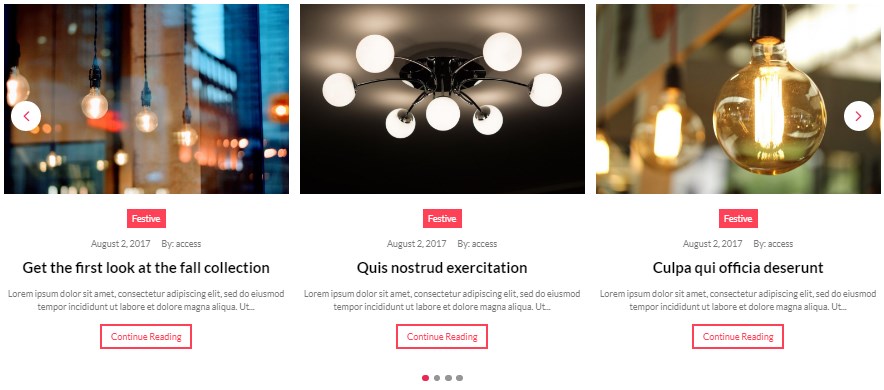 Festive
August 2, 2017 By: access
Get the first look at the fall collection
Lorem ipsum dolor sit amet, consectetur adipiscing elit, sed do eiusmod
tempor incididunt ut labore et dolore magna aliqua. Ut...
Continue Reading
Festive
August 2, 2017 By: access
Quis nostrud exercitation
Lorem ipsum dolor sit amet, consectetur adipiscing elit, sed do eiusmod
tempor incididunt ut labore et dolore magna aliqua. Ut...
Continue Reading
Festive
August 2, 2017 By: access
Culpa qui officia deserunt
Lorem ipsum dolor sit amet, consectetur adipiscing elit, sed do eiusmod
tempor incididunt ut labore et dolore magna aliqua. Ut...
Continue Reading